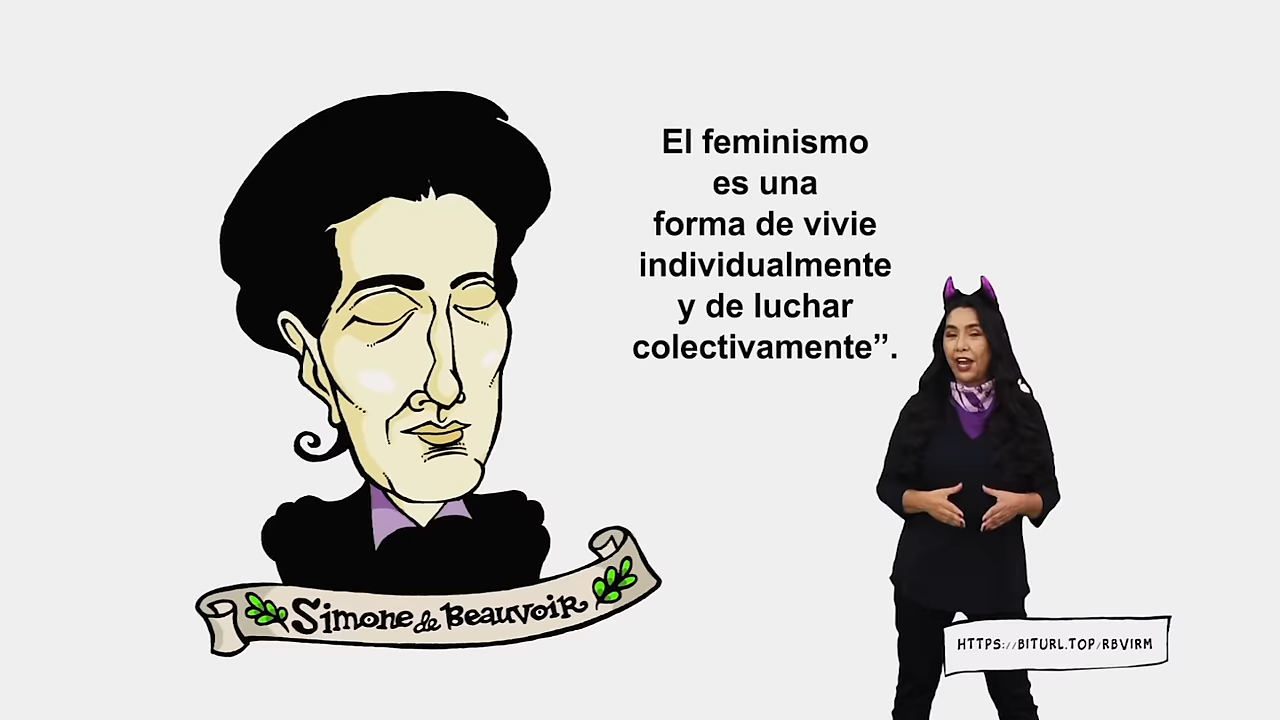 El feminismo
es una
forma de vivie
individualmente
y de luchar
colectivamente”.
Simone de Beauvoir
HTTPS://BITURL.TOP/RBVIRM